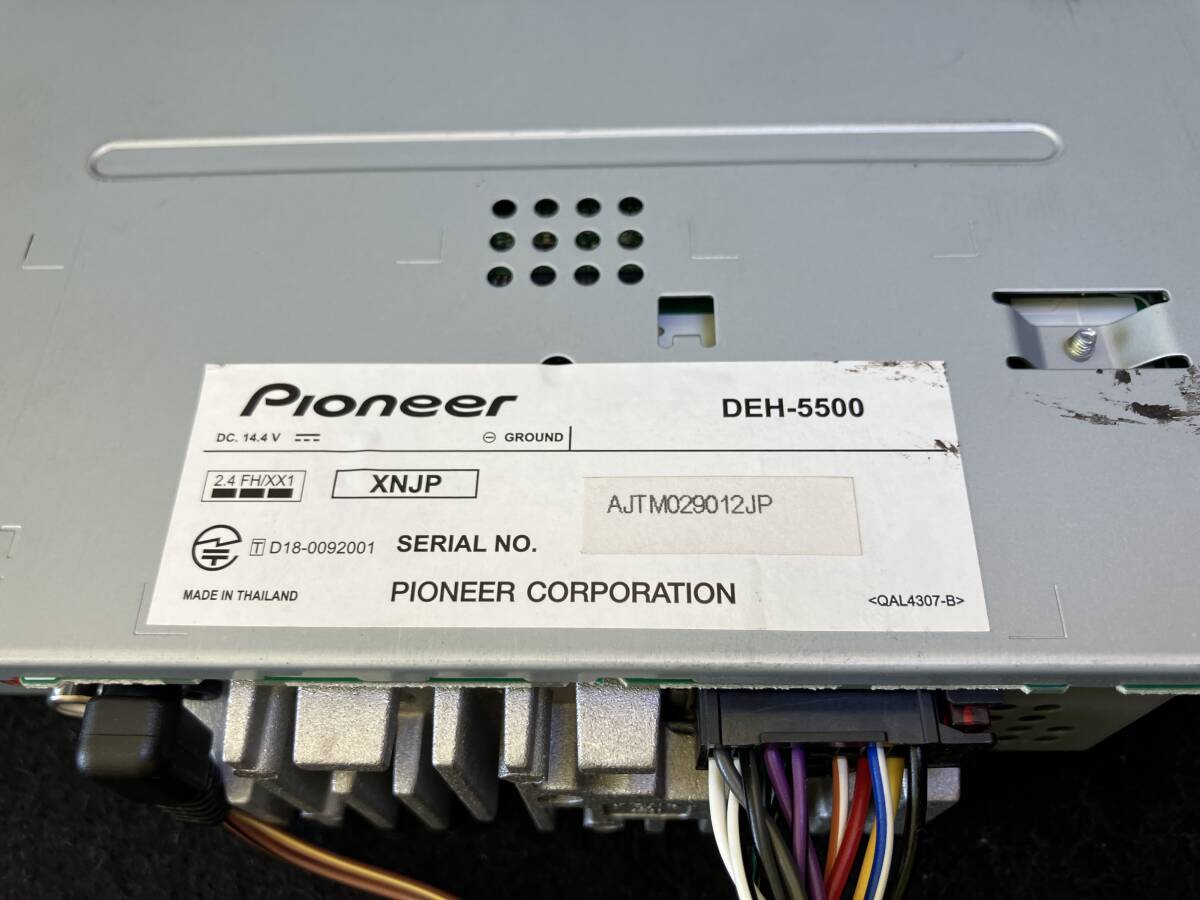 Pioneer
DEH-5500
DC. 14.4 V
⊖ GROUND
2.4 FH/XX1
XNJP
AJTM029012JP
T D18-0092001
SERIAL NO.
MADE IN THAILAND
PIONEER CORPORATION
<QAL4307-B>